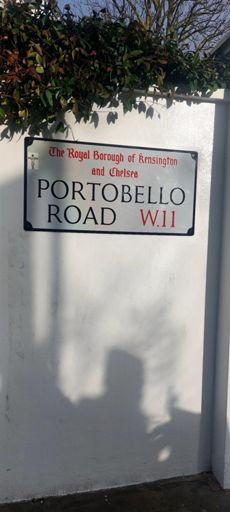 The Royal Borough of Kensington
and Chelsea
PORTOBELLO
ROAD W.11